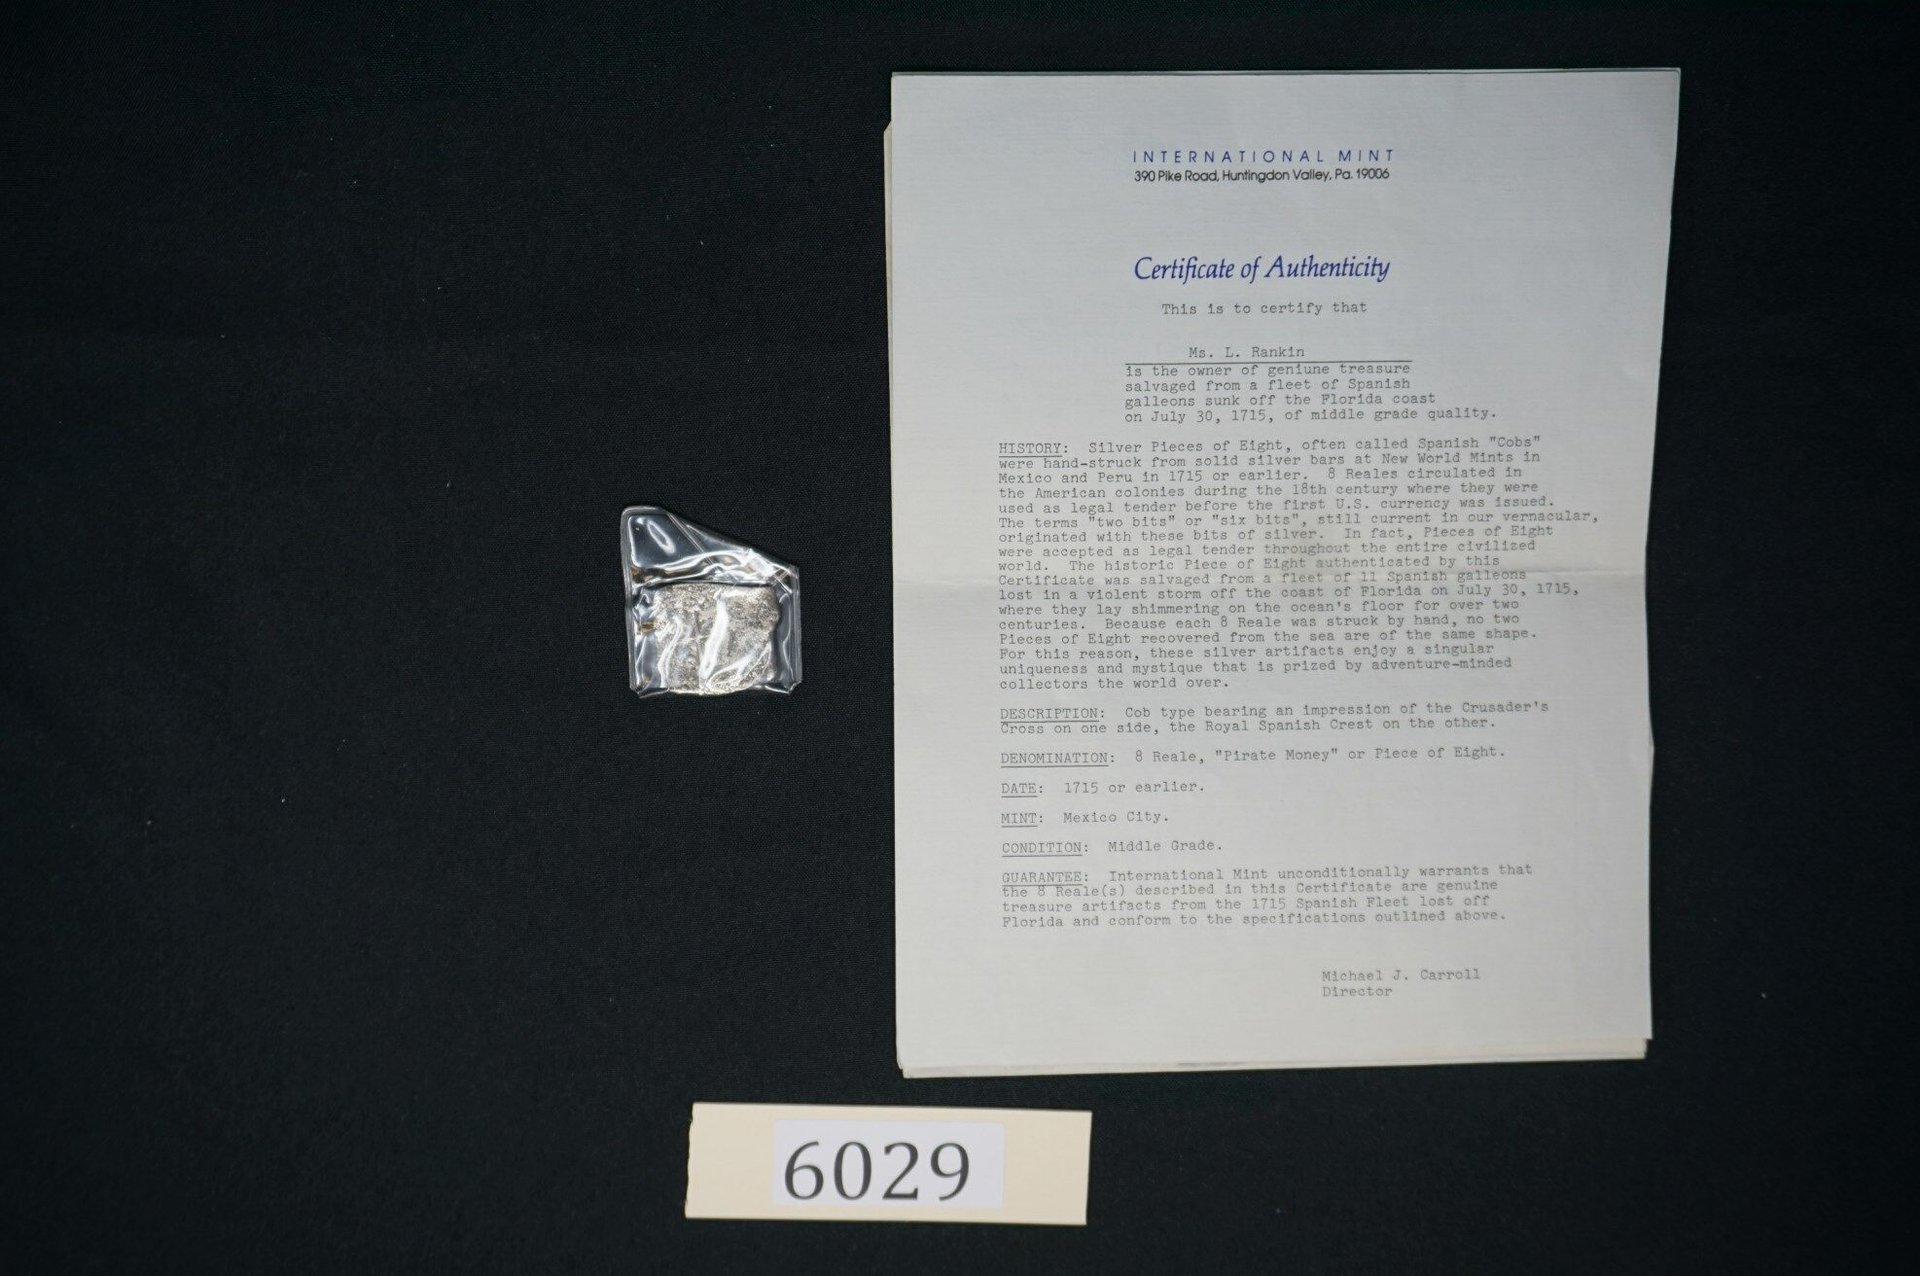 INTERNATIONAL MINT
390 Pike Road, Huntingdon Valley, Pa. 19006
Certificate of Authenticity
This is to certify that
Ms. L. Rankin
is the owner of geniune treasure
salvaged from a fleet of Spanish
galleons sunk off the Florida coast
on July 30, 1715, of middle grade quality.
HISTORY: Silver Pieces of Eight, often called Spanish "Cobs"
were hand-struck from solid silver bars at New World Mints in
Mexico and Peru in 1715 or earlier. 8 Reales circulated in
the American colonies during the 18th century where they were
used as legal tender before the first U.S. currency was issued.
The terms "two bits" or "six bits", still current in our vernacular,
originated with these bits of silver. In fact, Pieces of Eight
were accepted as legal tender throughout the entire civilized
world. The historic Piece of Eight authenticated by this
Certificate was salvaged from a fleet of 11 Spanish galleons
lost in a violent storm off the coast of Florida on July 30, 1715,
where they lay shimmering on the ocean's floor for over two
centuries. Because each 8 Reale was struck by hand, no two
Pieces of Eight recovered from the sea are of the same shape.
For this reason, these silver artifacts enjoy a singular
uniqueness and mystique that is prized by adventure-minded
collectors the world over.
DESCRIPTION: Cob type bearing an impression of the Crusader's
Cross on one side, the Royal Spanish Crest on the other.
DENOMINATION: 8 Reale, "Pirate Money" or Piece of Eight.
DATE: 1715 or earlier.
MINT: Mexico City.
CONDITION: Middle Grade.
GUARANTEE: International Mint unconditionally warrants that
the 8 Reale(s) described in this Certificate are genuine
treasure artifacts from the 1715 Spanish Fleet lost off
Florida and conform to the specifications outlined above.
Michael J. Carroll
Director
6029